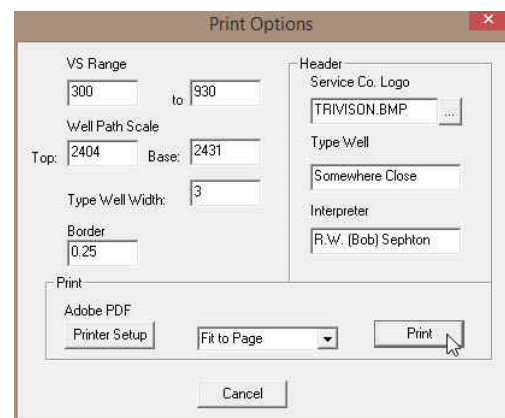 Print Options
VS Range
300 to 930
Well Path Scale
Top: 2404 Base: 2431
Type Well Width: 3
Border
0.25
Header
Service Co. Logo
TRIVISON.BMP ...
Type Well
Somewhere Close
Interpreter
R.W. (Bob) Sephton
Print
Adobe PDF
Printer Setup Fit to Page Print
Cancel